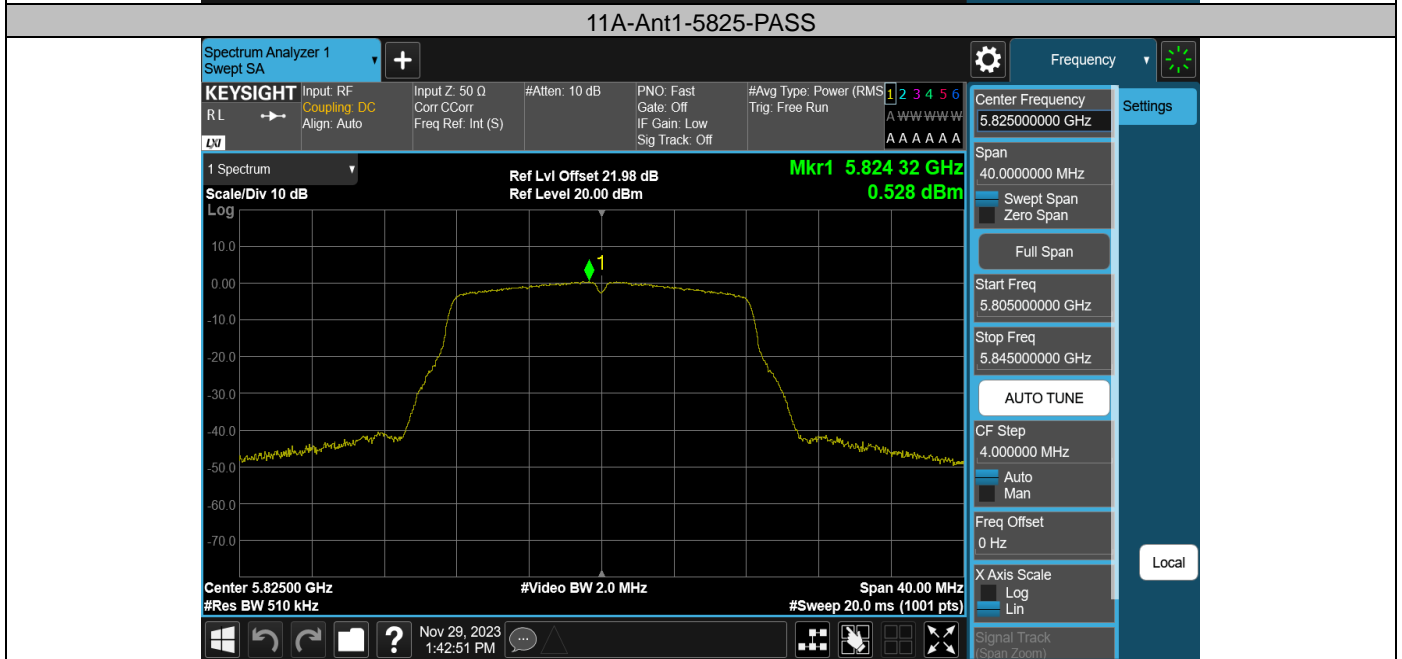 11A-Ant1-5825-PASS
Spectrum Analyzer 1
Swept SA
Frequency
KEYSIGHT
RL
LXI
Input: RF
Coupling: DC
Align: Auto
Input Z: 50 Ω
Corr CCorr
Freq Ref: Int (S)
#Atten: 10 dB
PNO: Fast
Gate: Off
IF Gain: Low
Sig Track: Off
#Avg Type: Power (RMS
Trig: Free Run
1 2 3 4 5 6
A W W W W W
A A A A A A
1 Spectrum
Scale/Div 10 dB
Log
Ref Lvl Offset 21.98 dB
Ref Level 20.00 dBm
Mkr1 5.824 32 GHz
0.528 dBm
10.0
0.00
-10.0
-20.0
-30.0
-40.0
-50.0
-60.0
-70.0
1
Center 5.82500 GHz
#Res BW 510 kHz
#Video BW 2.0 MHz
Span 40.00 MHz
#Sweep 20.0 ms (1001 pts)
Nov 29, 2023
1:42:51 PM
Center Frequency
5.825000000 GHz
Settings
Span
40.0000000 MHz
Swept Span
Zero Span
Full Span
Start Freq
5.805000000 GHz
Stop Freq
5.845000000 GHz
AUTO TUNE
CF Step
4.000000 MHz
Auto
Man
Freq Offset
0 Hz
X Axis Scale
Log
Lin
Signal Track
(Span Zoom)
Local